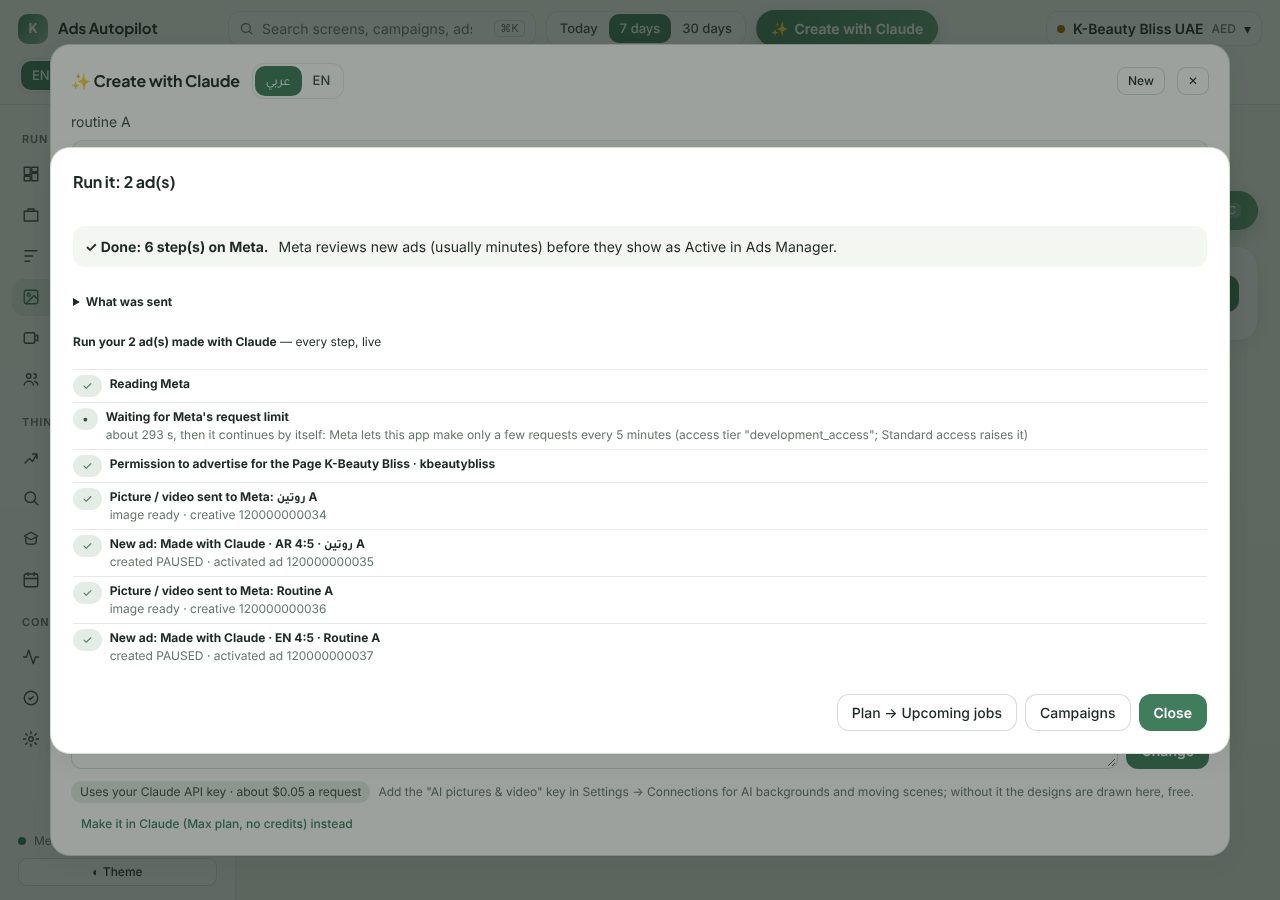 K Ads Autopilot
Search screens, campaigns, ads
⌘K
Today 7 days 30 days
✨ Create with Claude
K-Beauty Bliss UAE AED ▾
EN
✨ Create with Claude
عربي EN
New ✕
routine A
RUN
Run it: 2 ad(s)
✓ Done: 6 step(s) on Meta. Meta reviews new ads (usually minutes) before they show as Active in Ads Manager.
▶ What was sent
Run your 2 ad(s) made with Claude — every step, live
✓ Reading Meta
• Waiting for Meta's request limit
about 293 s, then it continues by itself: Meta lets this app make only a few requests every 5 minutes (access tier "development_access"; Standard access raises it)
✓ Permission to advertise for the Page K-Beauty Bliss · kbeautybliss
✓ Picture / video sent to Meta: روتين A
image ready · creative 120000000034
✓ New ad: Made with Claude · AR 4:5 · روتين A
created PAUSED · activated ad 120000000035
✓ Picture / video sent to Meta: Routine A
image ready · creative 120000000036
✓ New ad: Made with Claude · EN 4:5 · Routine A
created PAUSED · activated ad 120000000037
Plan → Upcoming jobs
Campaigns
Close
THIN
CON
Change
Uses your Claude API key · about $0.05 a request
Add the "AI pictures & video" key in Settings → Connections for AI backgrounds and moving scenes; without it the designs are drawn here, free.
Make it in Claude (Max plan, no credits) instead
Me
Theme